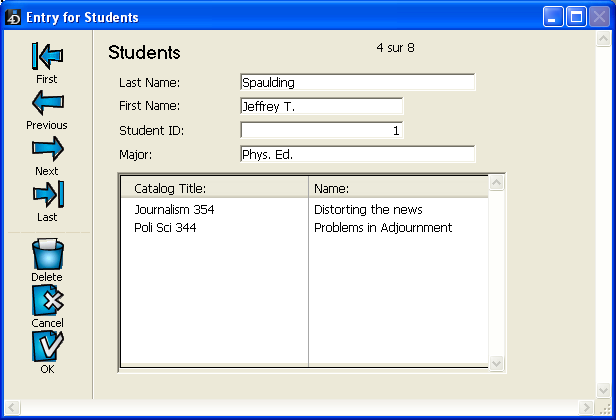 Entry for Students
First
Previous
Next
Last
Delete
Cancel
OK
Students 4 sur 8
Last Name: Spaulding
First Name: Jeffrey T.
Student ID: 1
Major: Phys. Ed.
Catalog Title: Name:
Journalism 354 Distorting the news
Poli Sci 344 Problems in Adjournment